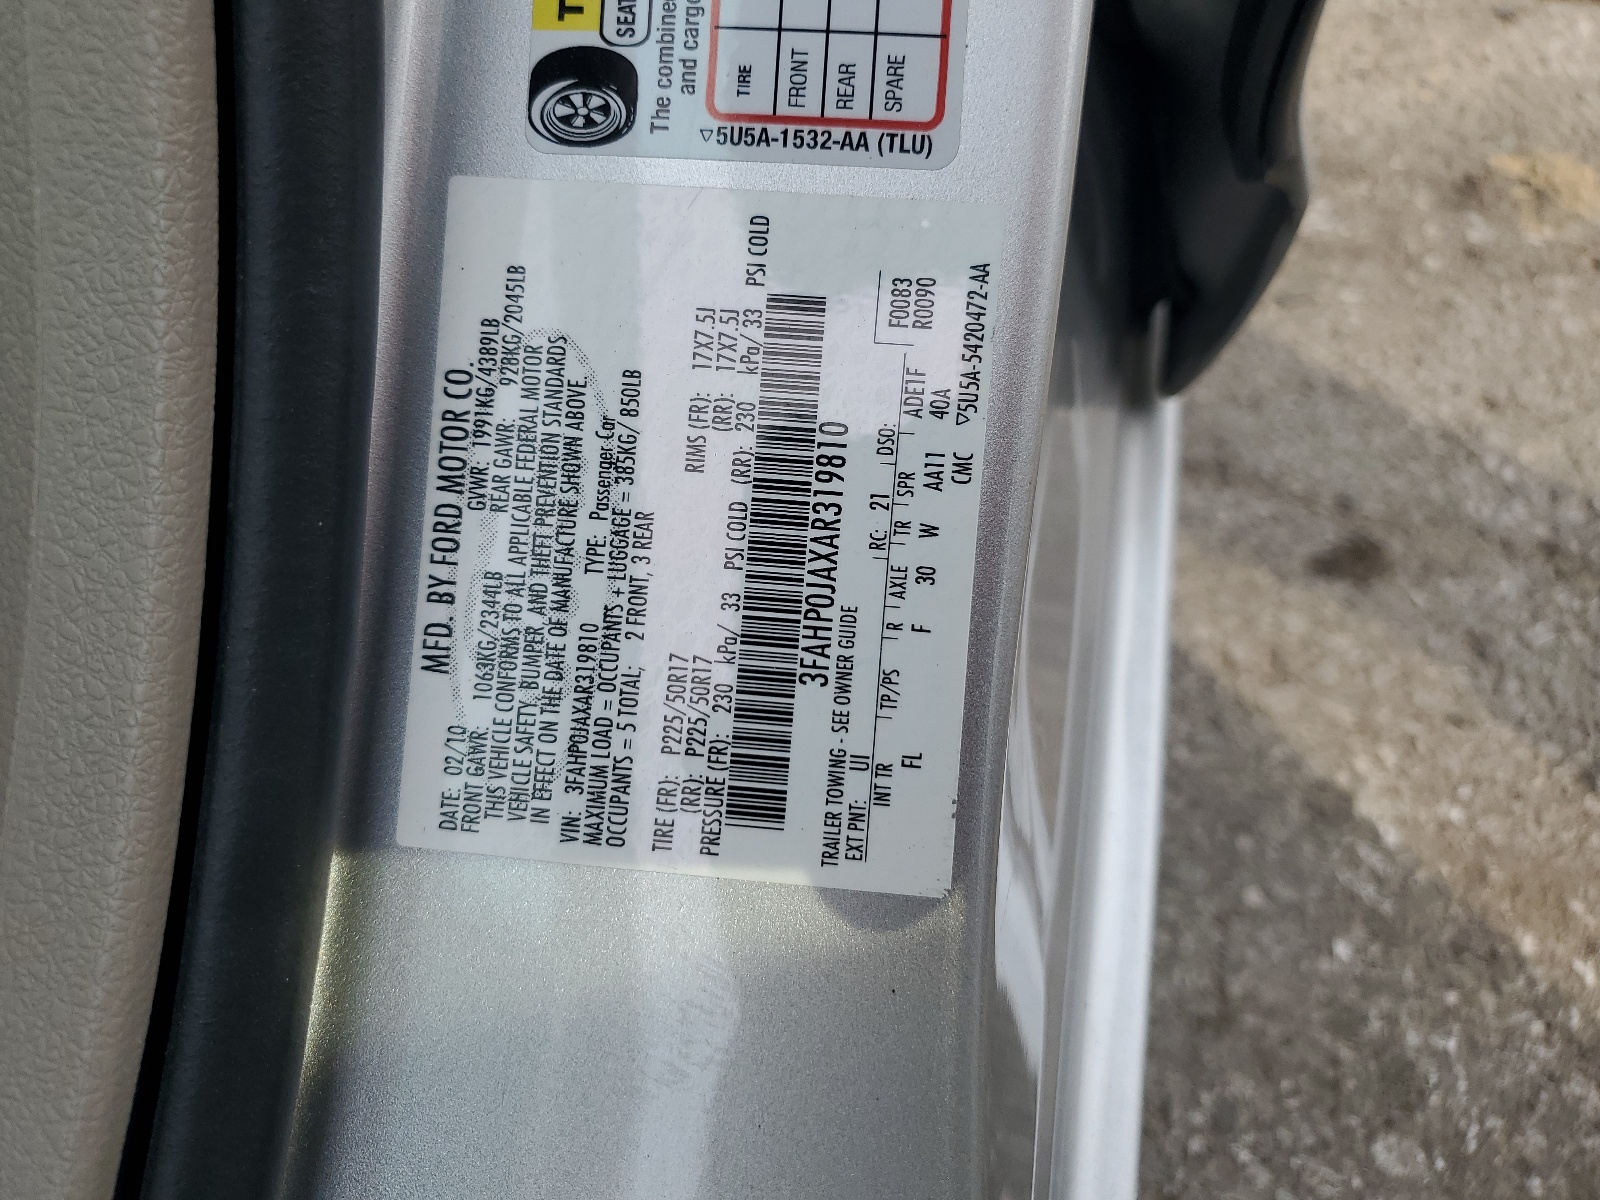 MFD. BY FORD MOTOR CO.
DATE: 02/10 GVWR: 1991KG/4389LB
FRONT GAWR: 1063KG/2344LB REAR GAWR: 928KG/2045LB
THIS VEHICLE CONFORMS TO ALL APPLICABLE FEDERAL MOTOR
VEHICLE SAFETY, BUMPER, AND THEFT PREVENTION STANDARDS
IN EFFECT ON THE DATE OF MANUFACTURE SHOWN ABOVE.
VIN: 3FAHP0JAXAR319810 TYPE: Passenger Car
MAXIMUM LOAD = OCCUPANTS + LUGGAGE = 385KG/ 850LB
OCCUPANTS = 5 TOTAL; 2 FRONT, 3 REAR
TIRE (FR): P225/50R17 RIMS (FR): 17X7.5J
(RR): P225/50R17 (RR): 17X7.5J
PRESSURE (FR): 230 kPa/ 33 PSI COLD (RR): 230 kPa/ 33 PSI COLD
3FAHP0JAXAR319810
TRAILER TOWING - SEE OWNER GUIDE
EXT PNT: UI RC: 21 DSO: F0083
R0090
INT TR TP/PS R AXLE TR SPR ADE1F
FL F 30 W AA11 40A
CMC ▽5U5A-5420472-AA
T
SEAT
The combine
and cargo
TIRE
FRONT
REAR
SPARE
▽5U5A-1532-AA (TLU)